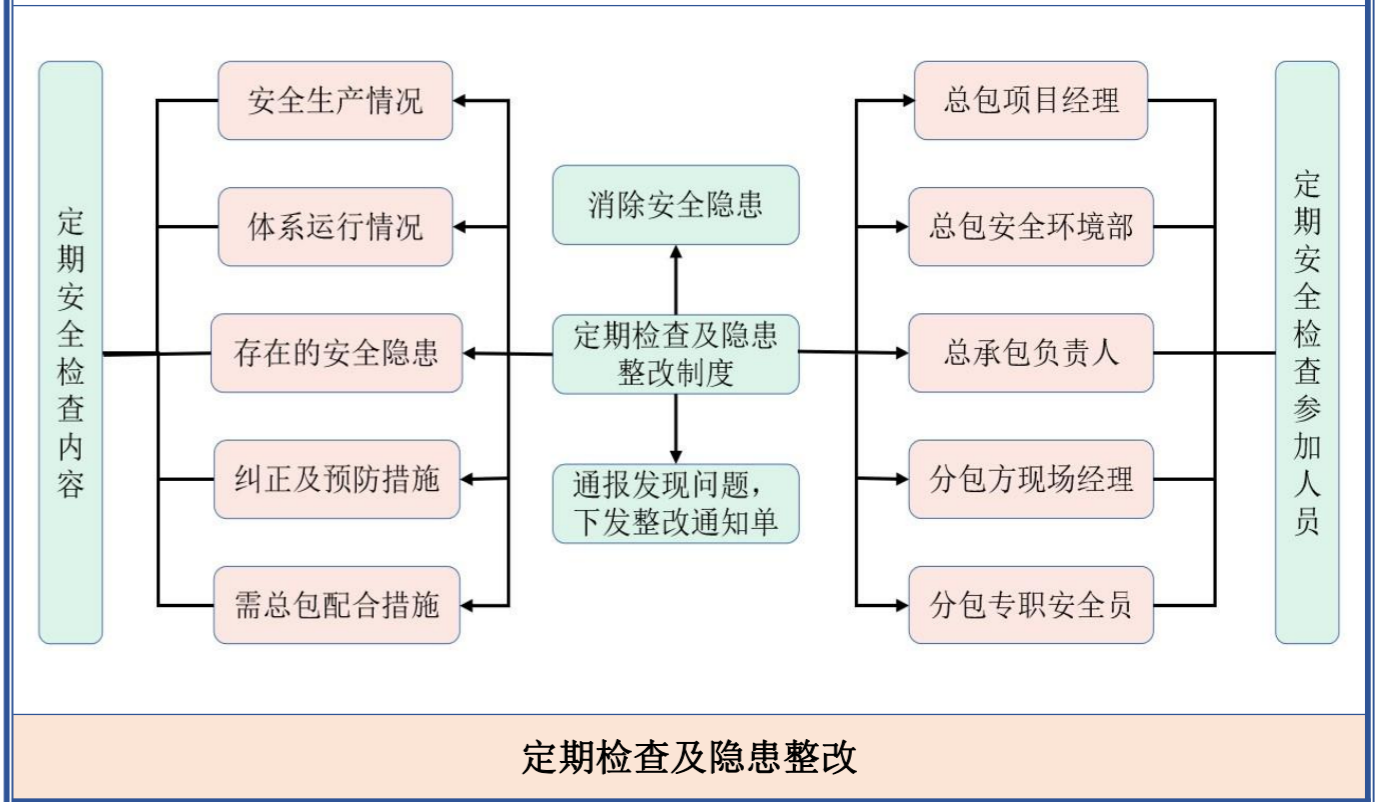 定期安全检查内容
安全生产情况
体系运行情况
存在的安全隐患
纠正及预防措施
需总包配合措施
消除安全隐患
定期检查及隐患
整改制度
通报发现问题，
下发整改通知单
总包项目经理
总包安全环境部
总承包负责人
分包方现场经理
分包专职安全员
定期安全检查参加人员
定期检查及隐患整改